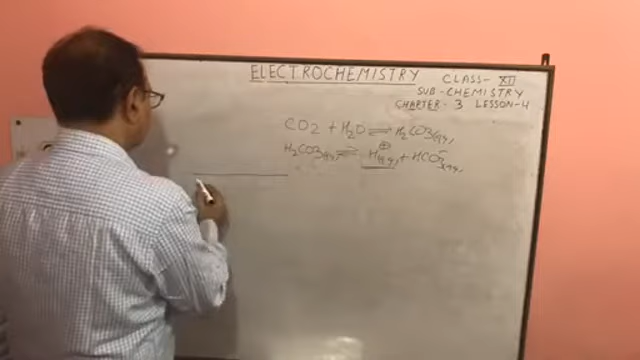 ELECTROCHEMISTRY CLASS-XII
SUB-CHEMISTRY
CHAPTER-3 LESSON-4
CO2 + H2O ⇌ H2CO3(aq)
H2CO3(aq) ⇌ H⊕(aq) + HCO3⁻(aq)